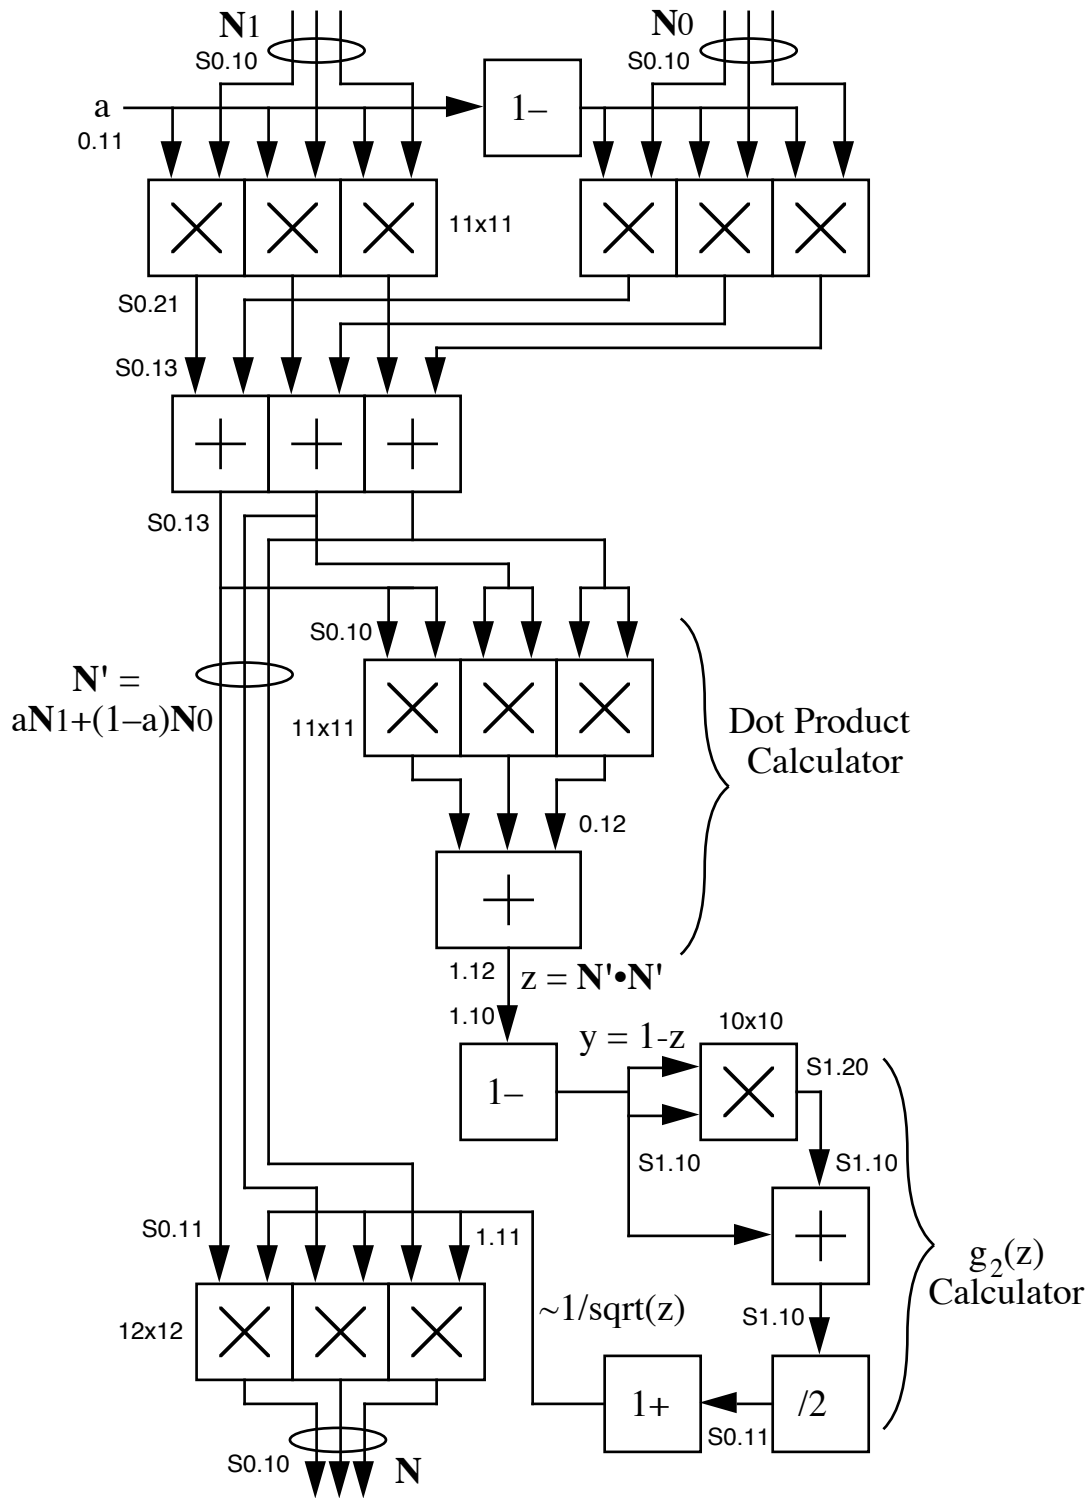 N1
N0
S0.10
S0.10
a
1–
0.11
11x11
S0.21
S0.13
S0.13
S0.10
N' =
aN1+(1–a)N0
11x11
Dot Product
Calculator
0.12
1.12
z = N'•N'
1.10
y = 1-z
10x10
1–
S1.20
S1.10
S1.10
S0.11
1.11
g2(z)
Calculator
~1/sqrt(z)
S1.10
12x12
1+
/2
S0.11
S0.10
N